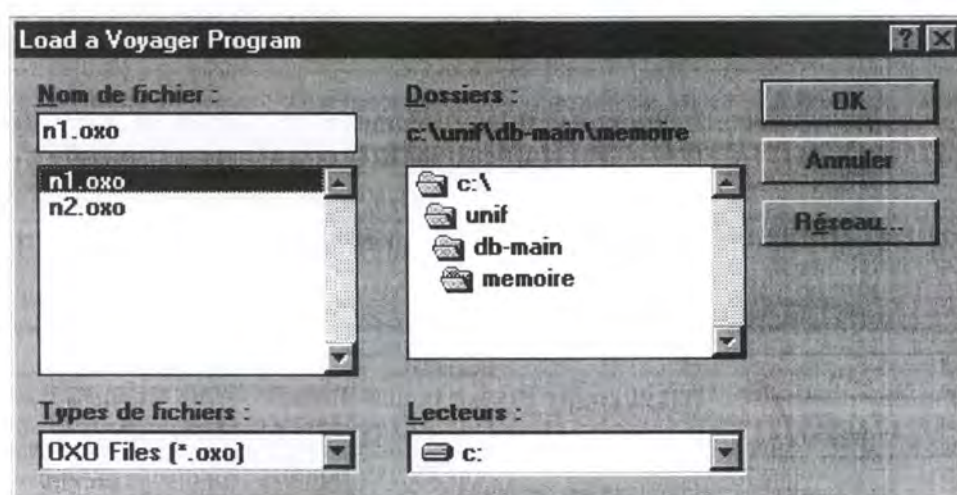 Load a Voyager Program
Nom de fichier :
n1.oxo
n1.oxo
n2.oxo
Types de fichiers :
OXO Files (*.oxo)
Dossiers :
c:\unif\db-main\memoire
c:\
unif
db-main
memoire
Lecteurs :
c:
OK
Annuler
Réseau...